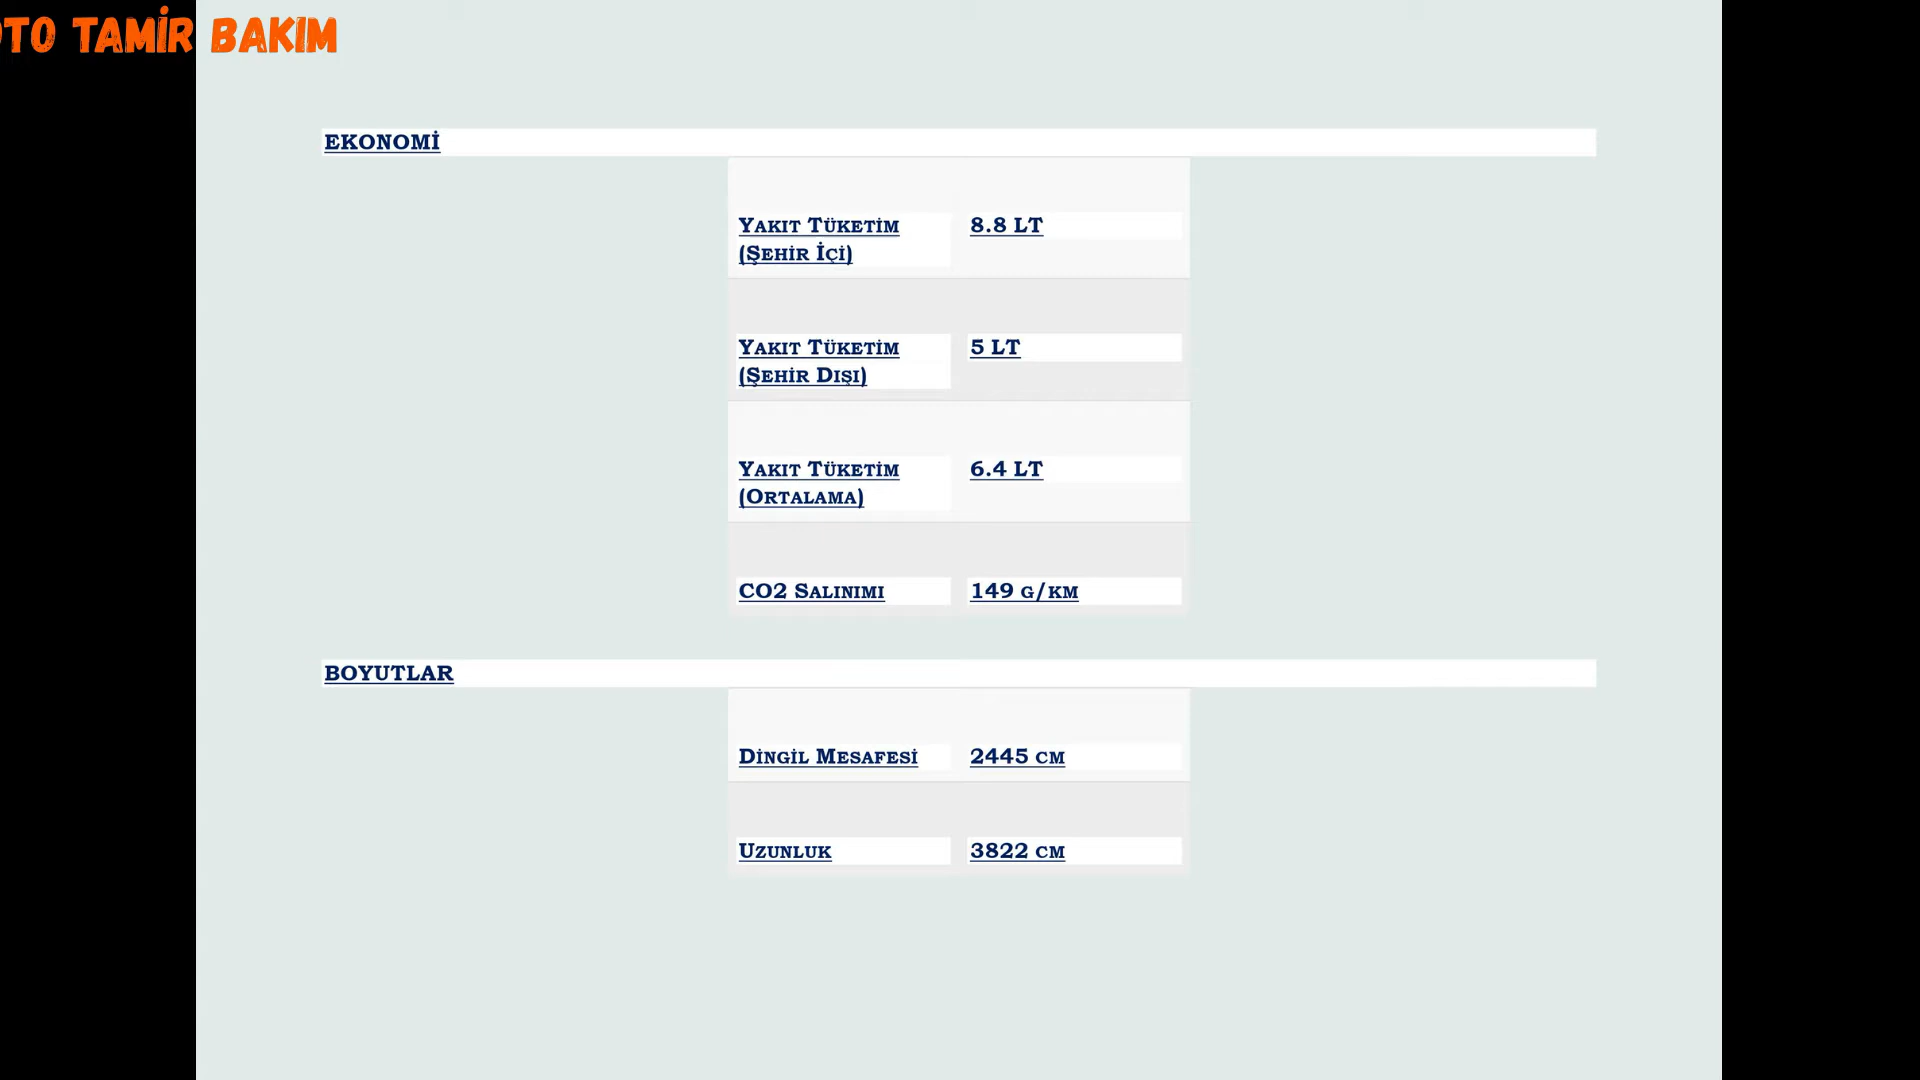 OTO TAMİR BAKIM
EKONOMİ
Yakıt Tüketim 8.8 LT
(Şehir İçi)
Yakıt Tüketim 5 LT
(Şehir Dışı)
Yakıt Tüketim 6.4 LT
(Ortalama)
CO2 Salınımı 149 g/km
BOYUTLAR
Dingil Mesafesi 2445 cm
Uzunluk 3822 cm